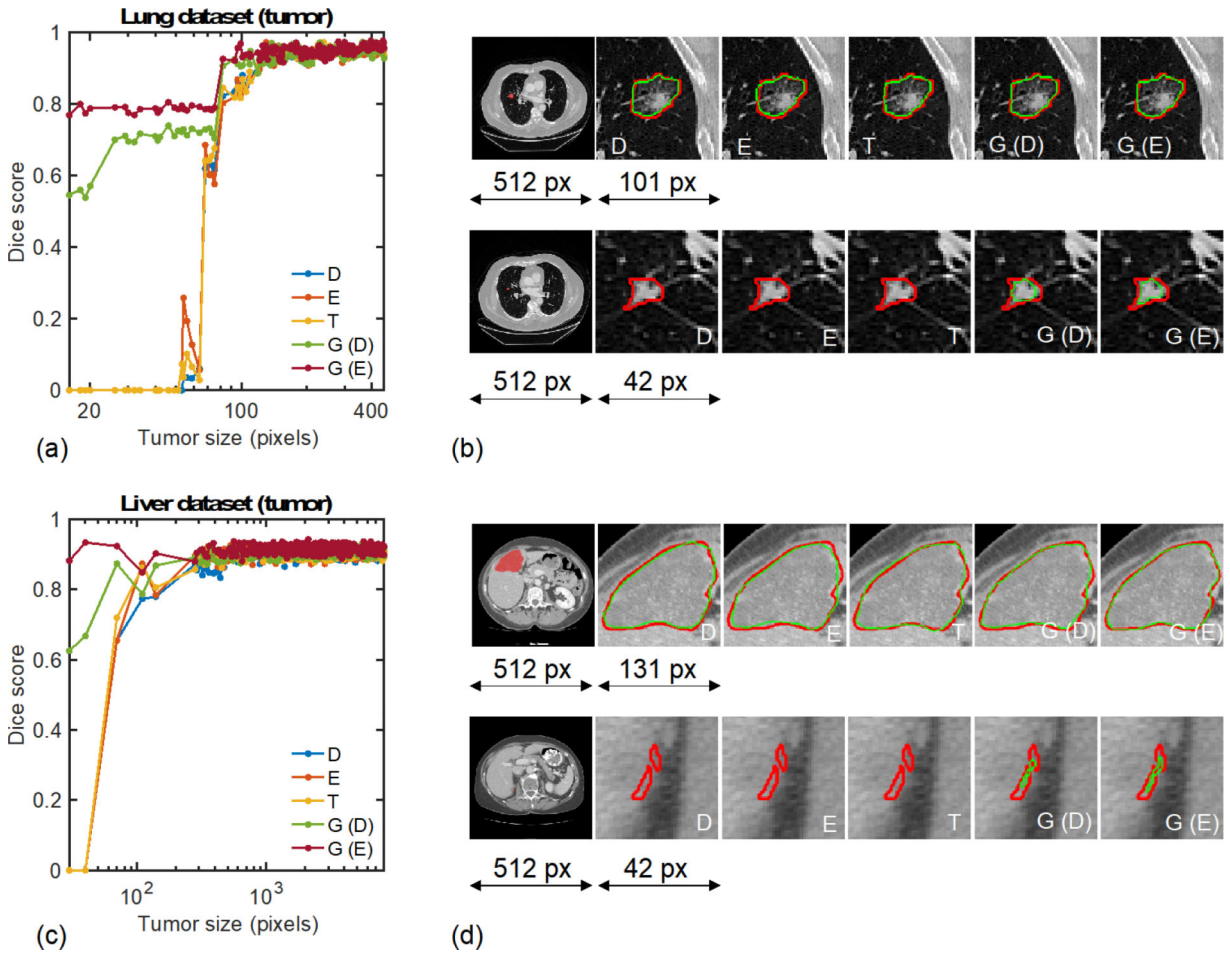 Lung dataset (tumor)
1
0.8
0.6
0.4
0.2
0
Dice score
D
E
T
G (D)
G (E)
20
100
400
Tumor size (pixels)
(a)
D
E
T
G (D)
G (E)
512 px
101 px
D
E
T
G (D)
G (E)
512 px
42 px
(b)
Liver dataset (tumor)
1
0.8
0.6
0.4
0.2
0
Dice score
D
E
T
G (D)
G (E)
10²
10³
Tumor size (pixels)
(c)
D
E
T
G (D)
G (E)
512 px
131 px
D
E
T
G (D)
G (E)
512 px
42 px
(d)